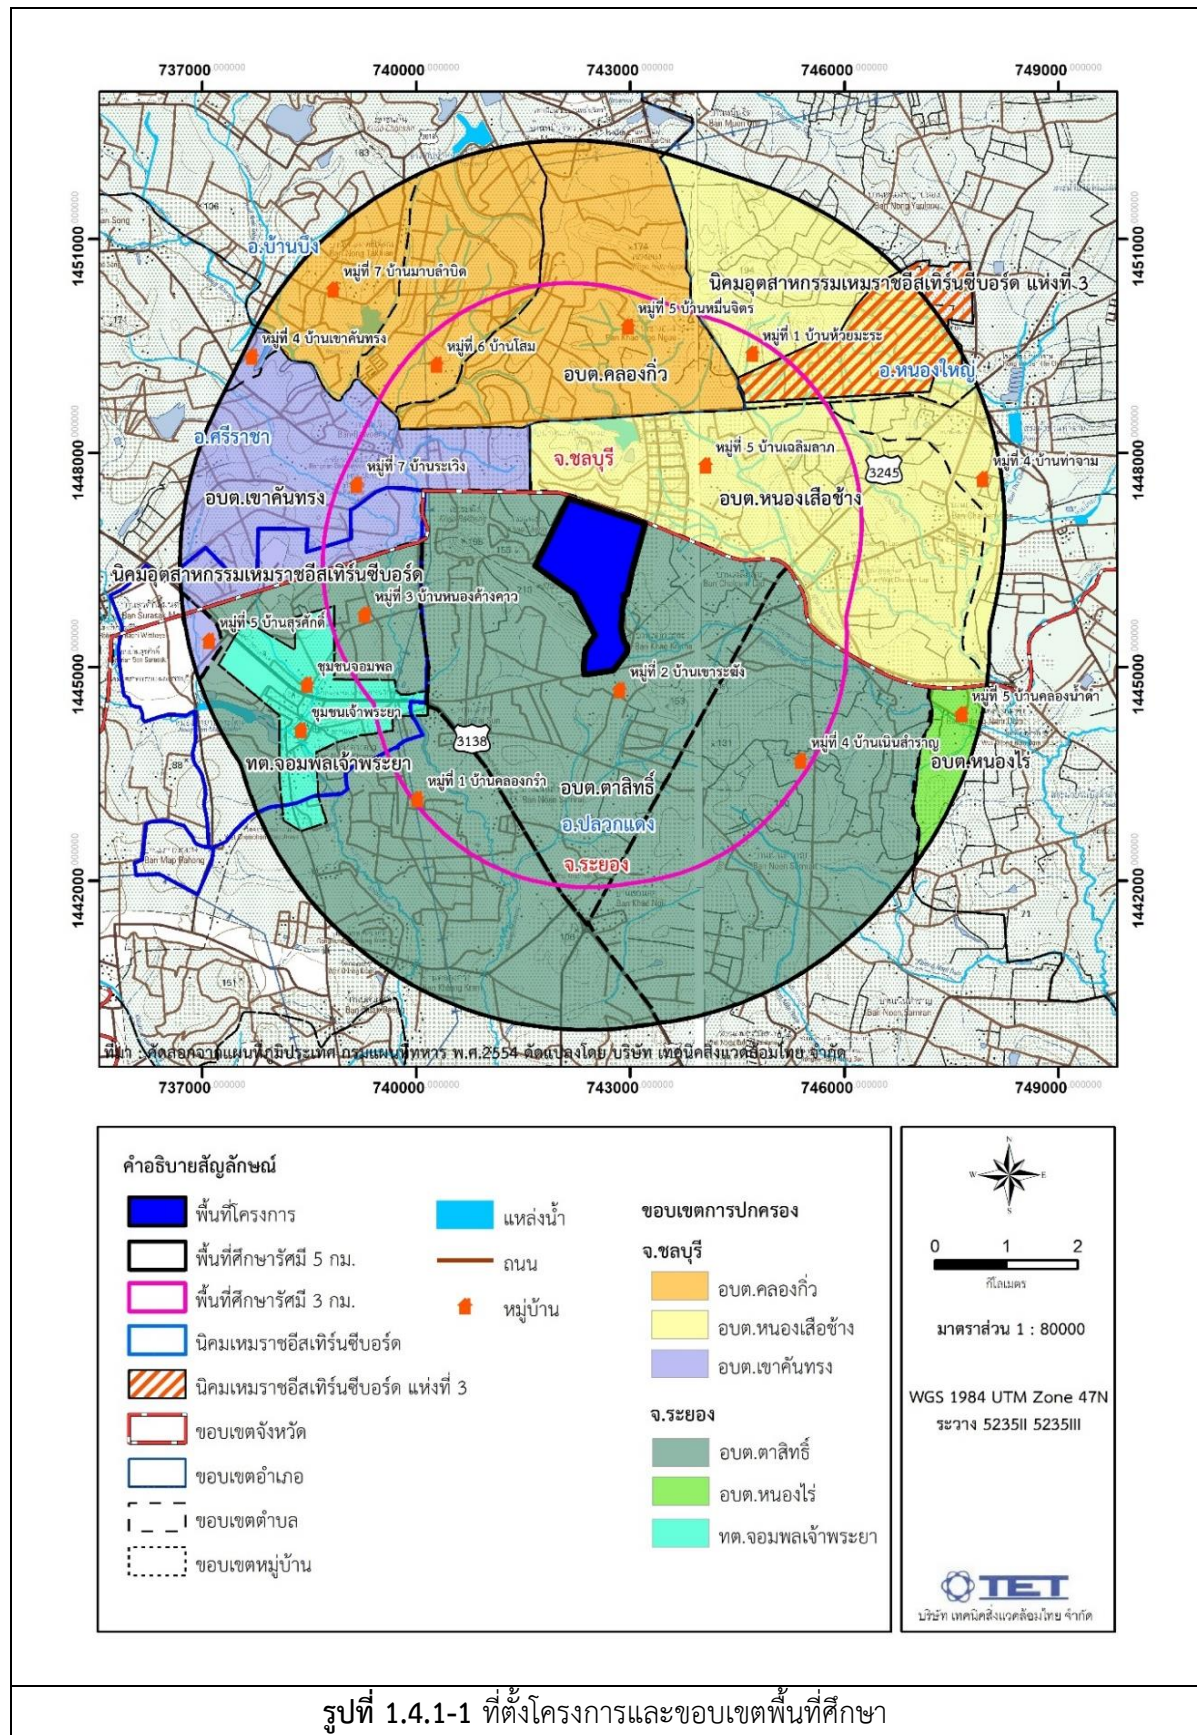 737000.000000 740000.000000 743000.000000 746000.000000 749000.000000
1451000.000000
1448000.000000
1445000.000000
1442000.000000
อ.บ้านบึง
หมู่ที่ 7 บ้านมาบลำบิด
นิคมอุตสาหกรรมเหมราชอีสเทิร์นซีบอร์ด แห่งที่ 3
หมู่ที่ 5 บ้านหมื่นจิตร
หมู่ที่ 4 บ้านเขาคันทรง
หมู่ที่ 6 บ้านโสม
หมู่ที่ 1 บ้านห้วยมะระ
อบต.คลองกิ่ว
อ.หนองใหญ่
อ.ศรีราชา
จ.ชลบุรี
หมู่ที่ 5 บ้านเฉลิมลาภ
หมู่ที่ 4 บ้านท่าจาม
หมู่ที่ 7 บ้านระเวิง
3245
อบต.เขาคันทรง
อบต.หนองเสือช้าง
นิคมอุตสาหกรรมเหมราชอีสเทิร์นซีบอร์ด
หมู่ที่ 3 บ้านหนองค้างคาว
หมู่ที่ 5 บ้านสุรศักดิ์
ชุมชนจอมพล
หมู่ที่ 2 บ้านเขาระฆัง
หมู่ที่ 5 บ้านคลองน้ำดำ
ชุมชนเจ้าพระยา
3138
หมู่ที่ 4 บ้านเนินสำราญ
ทต.จอมพลเจ้าพระยา
อบต.หนองไร่
หมู่ที่ 1 บ้านคลองกรำ
อบต.ตาสิทธิ์
อ.ปลวกแดง
จ.ระยอง
ที่มา : คัดลอกจากแผนที่ภูมิประเทศ กรมแผนที่ทหาร พ.ศ.2554 ดัดแปลงโดย บริษัท เทคนิคสิ่งแวดล้อมไทย จำกัด
737000.000000 740000.000000 743000.000000 746000.000000 749000.000000
คำอธิบายสัญลักษณ์
พื้นที่โครงการ
พื้นที่ศึกษารัศมี 5 กม.
พื้นที่ศึกษารัศมี 3 กม.
นิคมเหมราชอีสเทิร์นซีบอร์ด
นิคมเหมราชอีสเทิร์นซีบอร์ด แห่งที่ 3
ขอบเขตจังหวัด
ขอบเขตอำเภอ
ขอบเขตตำบล
ขอบเขตหมู่บ้าน
แหล่งน้ำ
ถนน
หมู่บ้าน
ขอบเขตการปกครอง
จ.ชลบุรี
อบต.คลองกิ่ว
อบต.หนองเสือช้าง
อบต.เขาคันทรง
จ.ระยอง
อบต.ตาสิทธิ์
อบต.หนองไร่
ทต.จอมพลเจ้าพระยา
N
W E
S
0 1 2
กิโลเมตร
มาตราส่วน 1 : 80000
WGS 1984 UTM Zone 47N
ระวาง 5235II 5235III
TET
บริษัท เทคนิคสิ่งแวดล้อมไทย จำกัด
รูปที่ 1.4.1-1 ที่ตั้งโครงการและขอบเขตพื้นที่ศึกษา